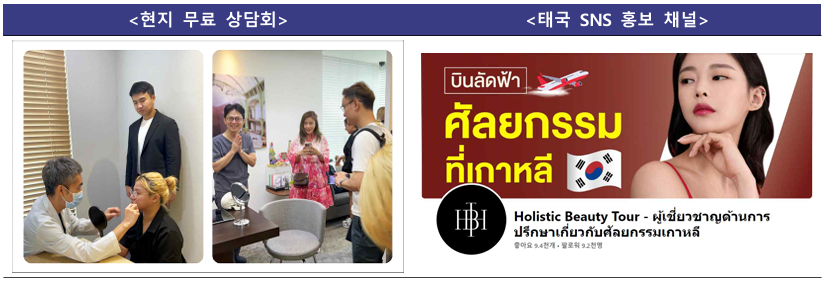 <현지 무료 상담회>
<태국 SNS 홍보 채널>
บินลัดฟ้า
ศัลยกรรม
ที่เกาหลี
HBH
Holistic Beauty Tour - ผู้เชี่ยวชาญด้านการ
ปรึกษาเกี่ยวกับศัลยกรรมเกาหลี
좋아요 9.4천개 • 팔로워 9.2천명